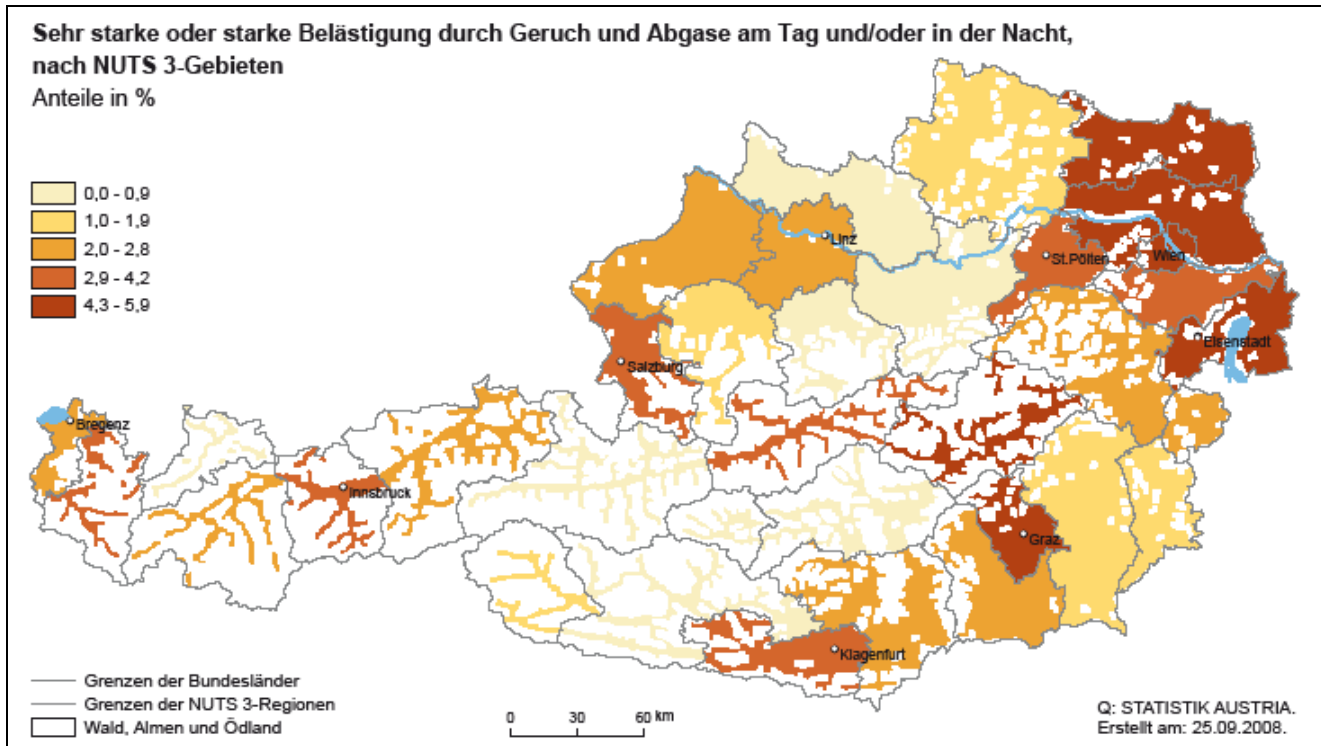 Sehr starke oder starke Belästigung durch Geruch und Abgase am Tag und/oder in der Nacht,
nach NUTS 3-Gebieten
Anteile in %
0,0 - 0,9
1,0 - 1,9
2,0 - 2,8
2,9 - 4,2
4,3 - 5,9
Linz
St.Pölten
Wien
Eisenstadt
Salzburg
Bregenz
Innsbruck
Graz
Klagenfurt
Grenzen der Bundesländer
Grenzen der NUTS 3-Regionen
Wald, Almen und Ödland
0 30 60 km
Q: STATISTIK AUSTRIA.
Erstellt am: 25.09.2008.